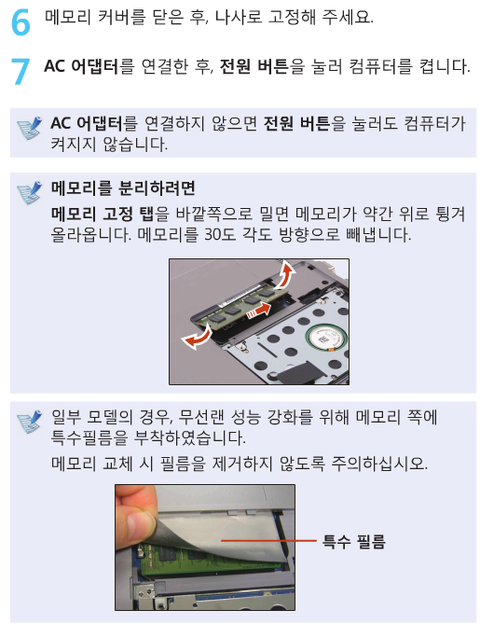 6 메모리 커버를 닫은 후, 나사로 고정해 주세요.
7 AC 어댑터를 연결한 후, 전원 버튼을 눌러 컴퓨터를 켭니다.
AC 어댑터를 연결하지 않으면 전원 버튼을 눌러도 컴퓨터가
켜지지 않습니다.
메모리를 분리하려면
메모리 고정 탭을 바깥쪽으로 밀면 메모리가 약간 위로 튕겨
올라옵니다. 메모리를 30도 각도 방향으로 빼냅니다.
일부 모델의 경우, 무선랜 성능 강화를 위해 메모리 쪽에
특수필름을 부착하였습니다.
메모리 교체 시 필름을 제거하지 않도록 주의하십시오.
특수 필름